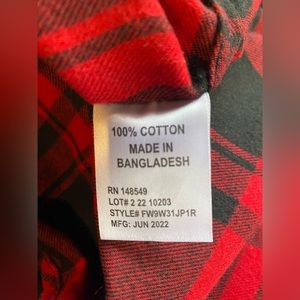 100% COTTON
MADE IN
BANGLADESH
RN 148549
LOT# 2 22 10203
STYLE# FW9W31JP1R
MFG: JUN 2022